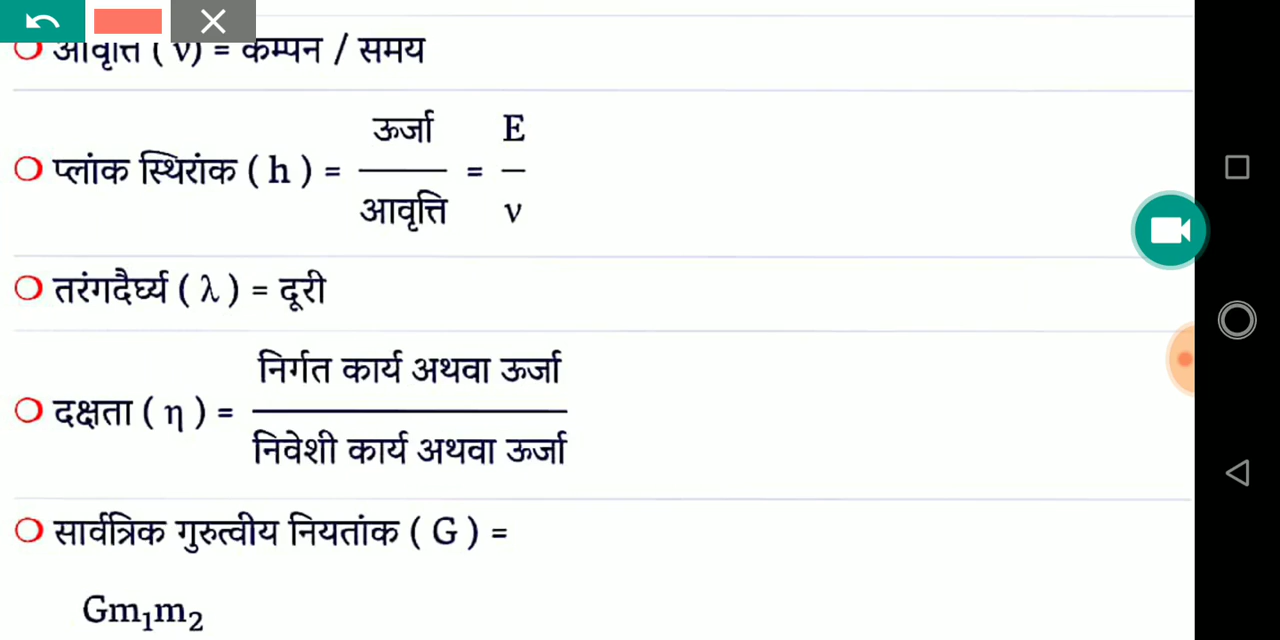 आवृत्ति ( ν) = कम्पन / समय
प्लांक स्थिरांक ( h ) = ऊर्जा / आवृत्ति = E / ν
तरंगदैर्घ्य ( λ ) = दूरी
दक्षता ( η ) = निर्गत कार्य अथवा ऊर्जा / निवेशी कार्य अथवा ऊर्जा
सार्वत्रिक गुरुत्वीय नियतांक ( G ) =
Gm₁m₂